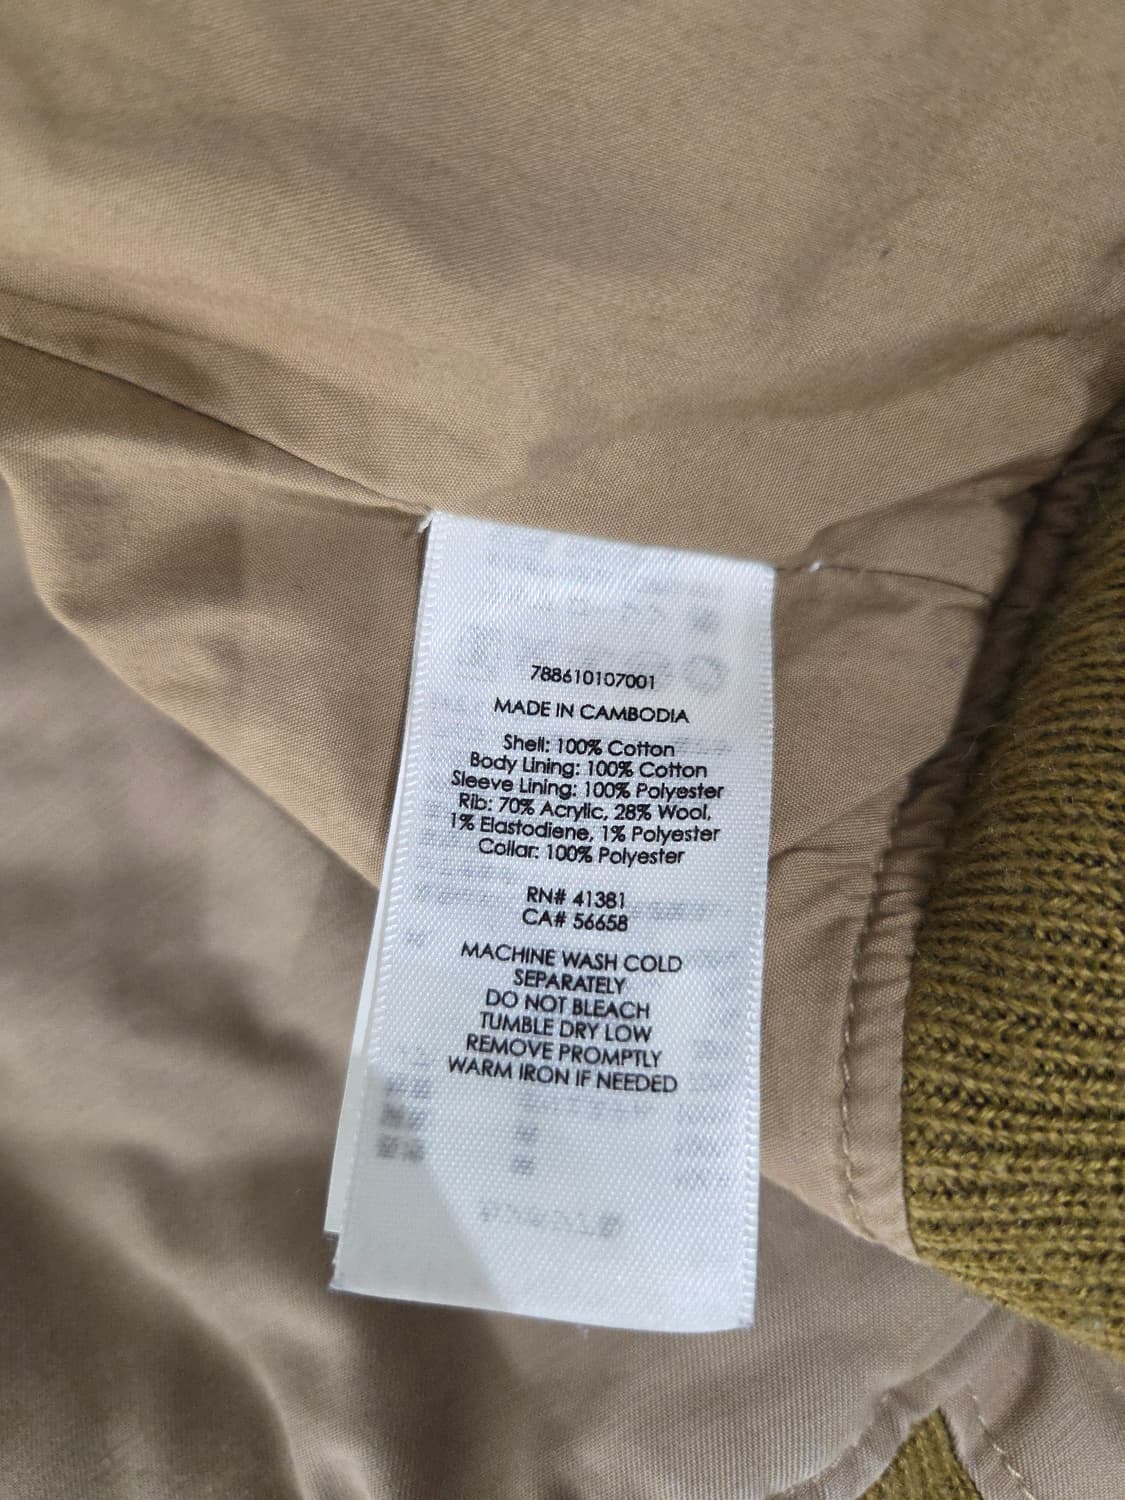 788610107001
MADE IN CAMBODIA
Shell: 100% Cotton
Body Lining: 100% Cotton
Sleeve Lining: 100% Polyester
Rib: 70% Acrylic, 28% Wool,
1% Elastodiene, 1% Polyester
Collar: 100% Polyester
RN# 41381
CA# 56658
MACHINE WASH COLD
SEPARATELY
DO NOT BLEACH
TUMBLE DRY LOW
REMOVE PROMPTLY
WARM IRON IF NEEDED